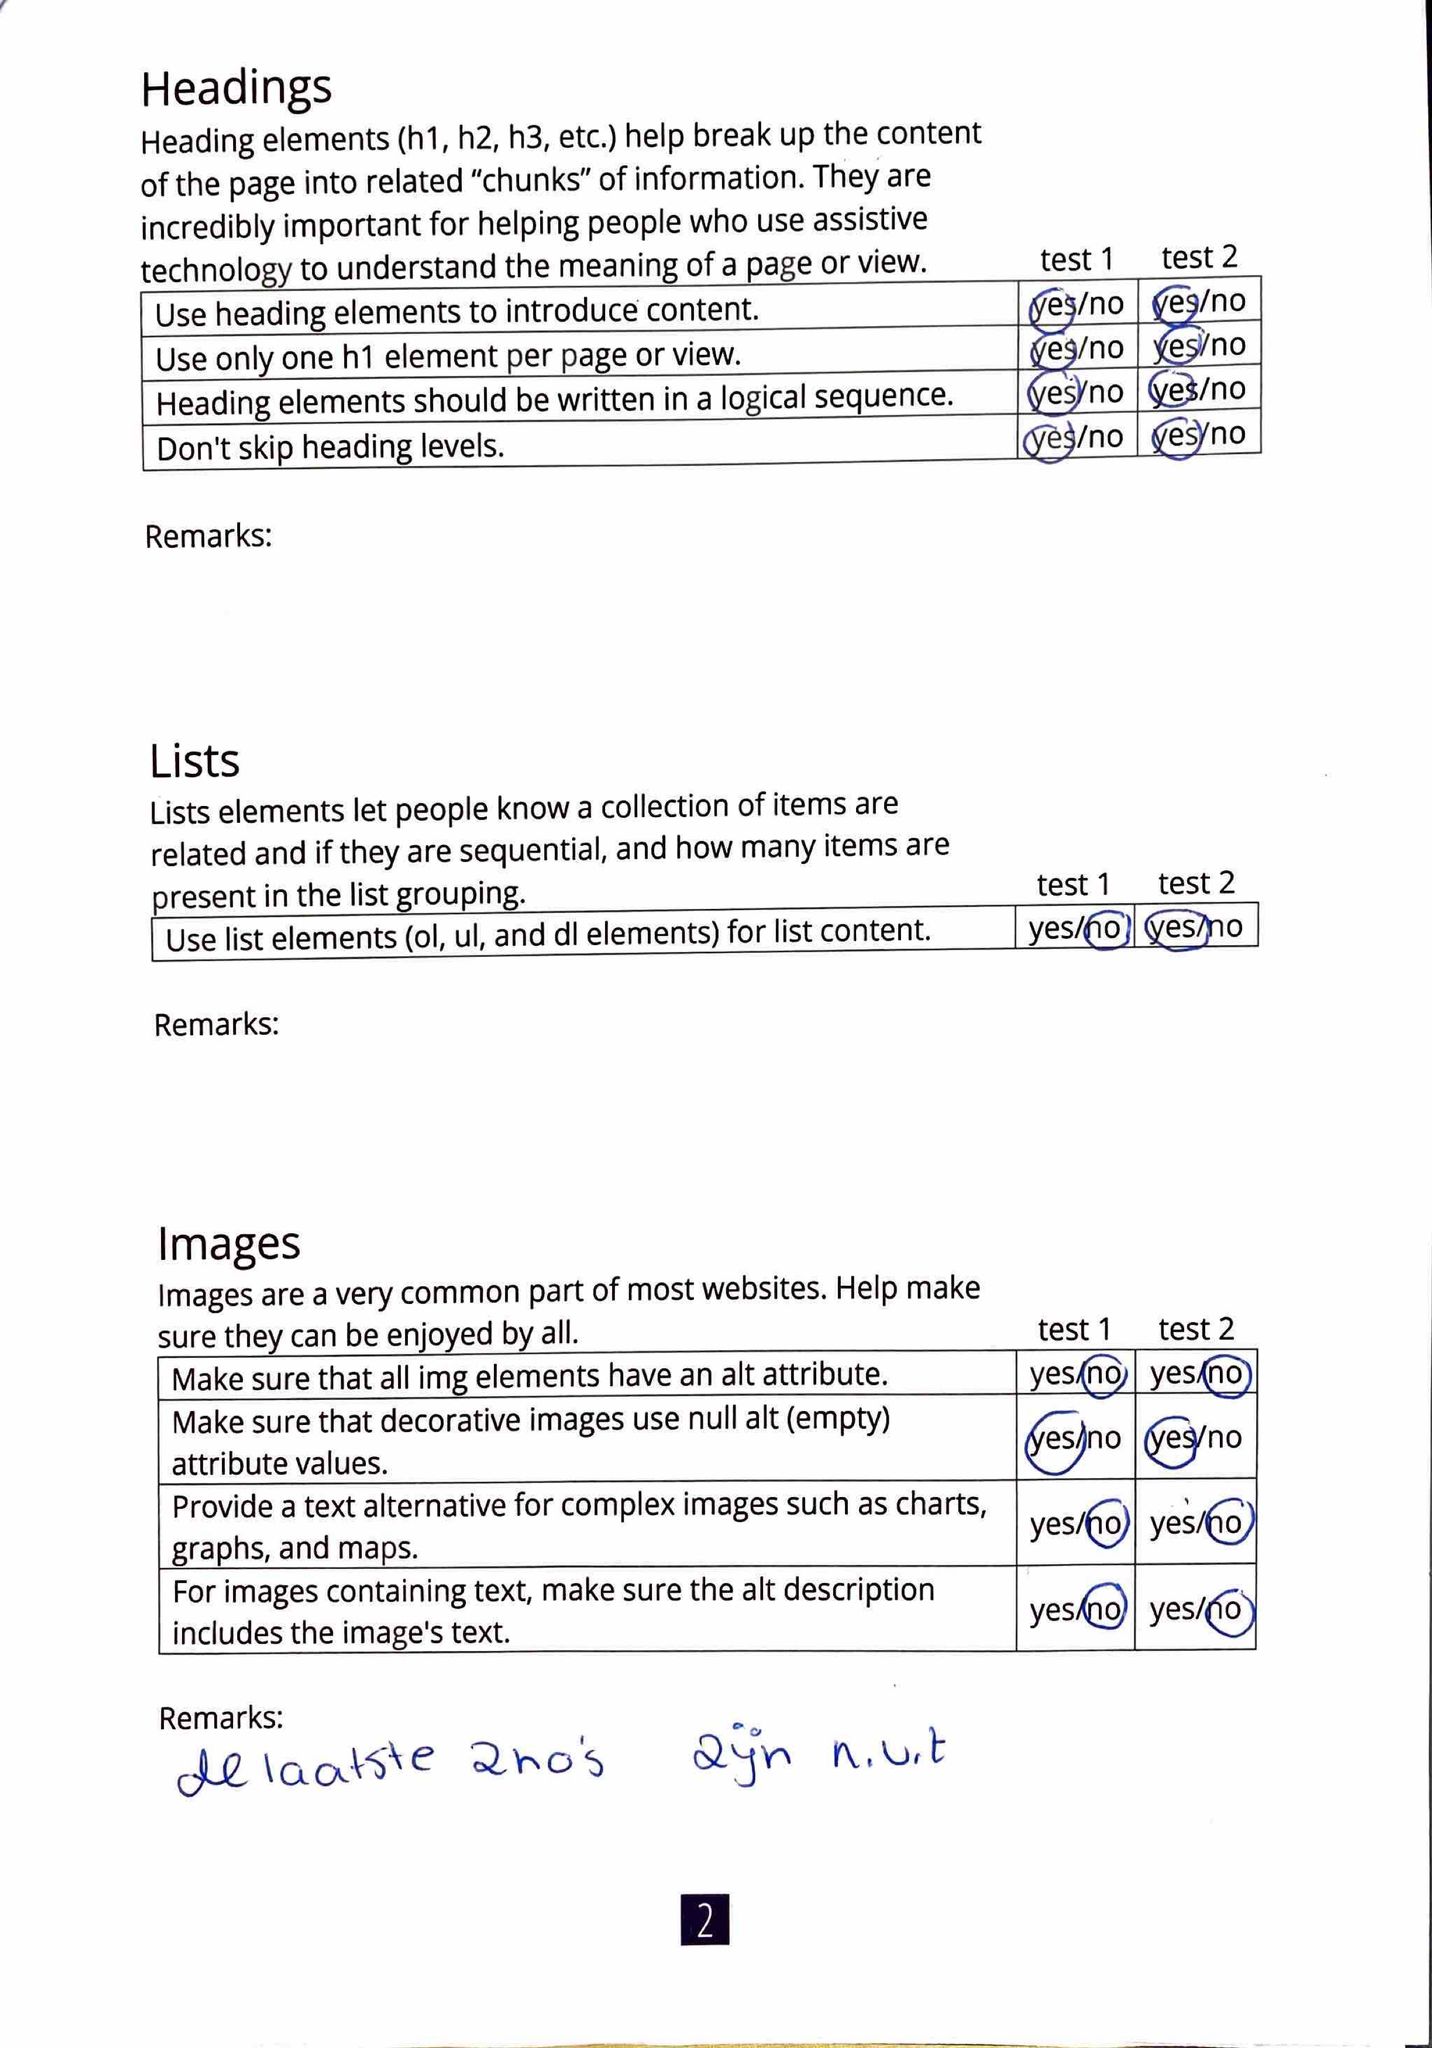 Headings
Heading elements (h1, h2, h3, etc.) help break up the content
of the page into related “chunks” of information. They are
incredibly important for helping people who use assistive
technology to understand the meaning of a page or view. test 1 test 2
Use heading elements to introduce content. yes/no yes/no
Use only one h1 element per page or view. yes/no yes/no
Heading elements should be written in a logical sequence. yes/no yes/no
Don't skip heading levels. yes/no yes/no
Remarks:
Lists
Lists elements let people know a collection of items are
related and if they are sequential, and how many items are
present in the list grouping. test 1 test 2
Use list elements (ol, ul, and dl elements) for list content. yes/no yes/no
Remarks:
Images
Images are a very common part of most websites. Help make
sure they can be enjoyed by all. test 1 test 2
Make sure that all img elements have an alt attribute. yes/no yes/no
Make sure that decorative images use null alt (empty)
attribute values. yes/no yes/no
Provide a text alternative for complex images such as charts,
graphs, and maps. yes/no yes/no
For images containing text, make sure the alt description
includes the image's text. yes/no yes/no
Remarks:
de laatste 2 no's zijn n.v.t
2